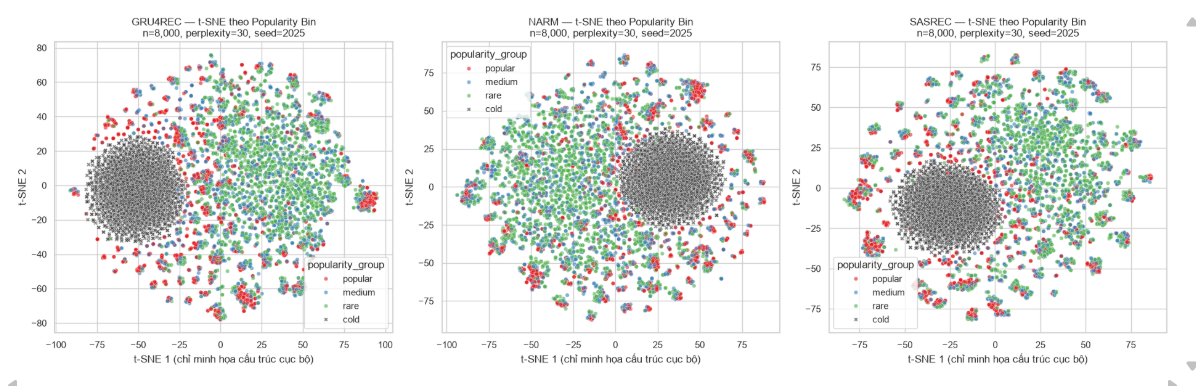 GRU4REC — t-SNE theo Popularity Bin
n=8,000, perplexity=30, seed=2025
80
60
40
20
0
−20
−40
−60
−80
t-SNE 2
popularity_group
popular
medium
rare
cold
−100
−75
−50
−25
0
25
50
75
100
t-SNE 1 (chỉ minh họa cấu trúc cục bộ)
NARM — t-SNE theo Popularity Bin
n=8,000, perplexity=30, seed=2025
popularity_group
popular
medium
rare
cold
75
50
25
0
−25
−50
−75
t-SNE 2
−100
−75
−50
−25
0
25
50
75
t-SNE 1 (chỉ minh họa cấu trúc cục bộ)
SASREC — t-SNE theo Popularity Bin
n=8,000, perplexity=30, seed=2025
75
50
25
0
−25
−50
−75
t-SNE 2
popularity_group
popular
medium
rare
cold
−75
−50
−25
0
25
50
75
t-SNE 1 (chỉ minh họa cấu trúc cục bộ)